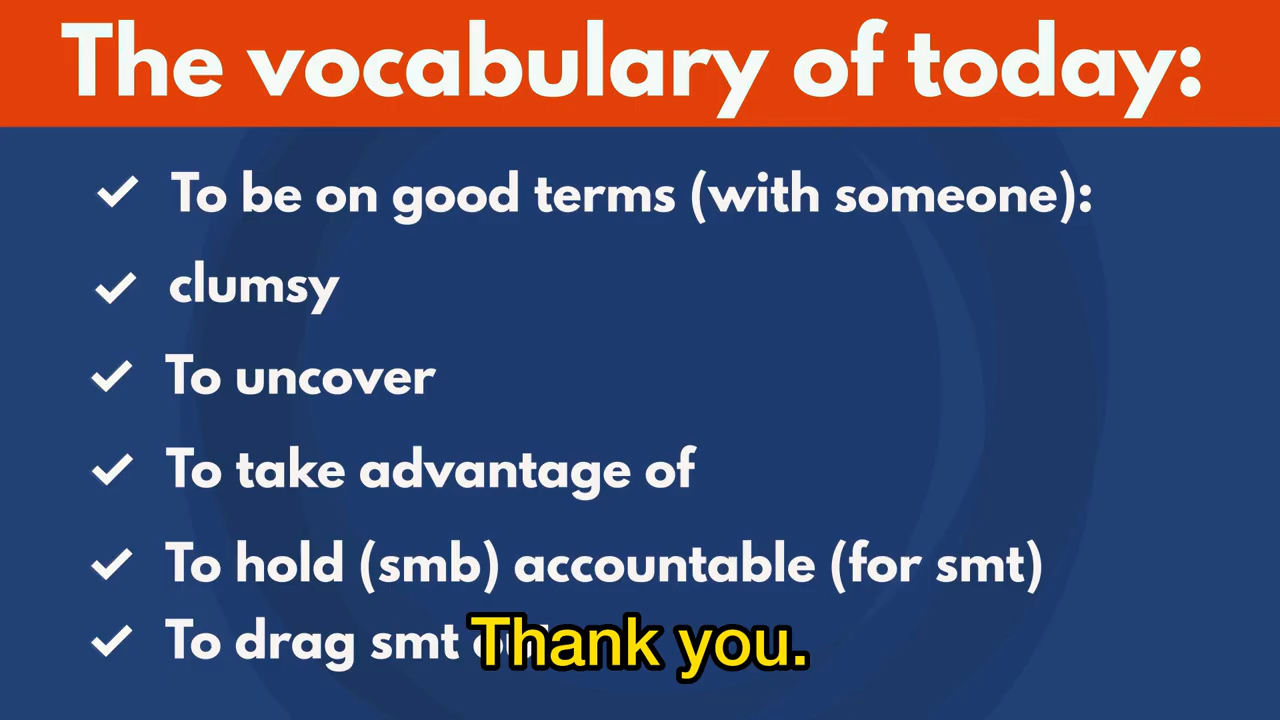 The vocabulary of today:
To be on good terms (with someone):
clumsy
To uncover
To take advantage of
To hold (smb) accountable (for smt)
To drag smt
Thank you.